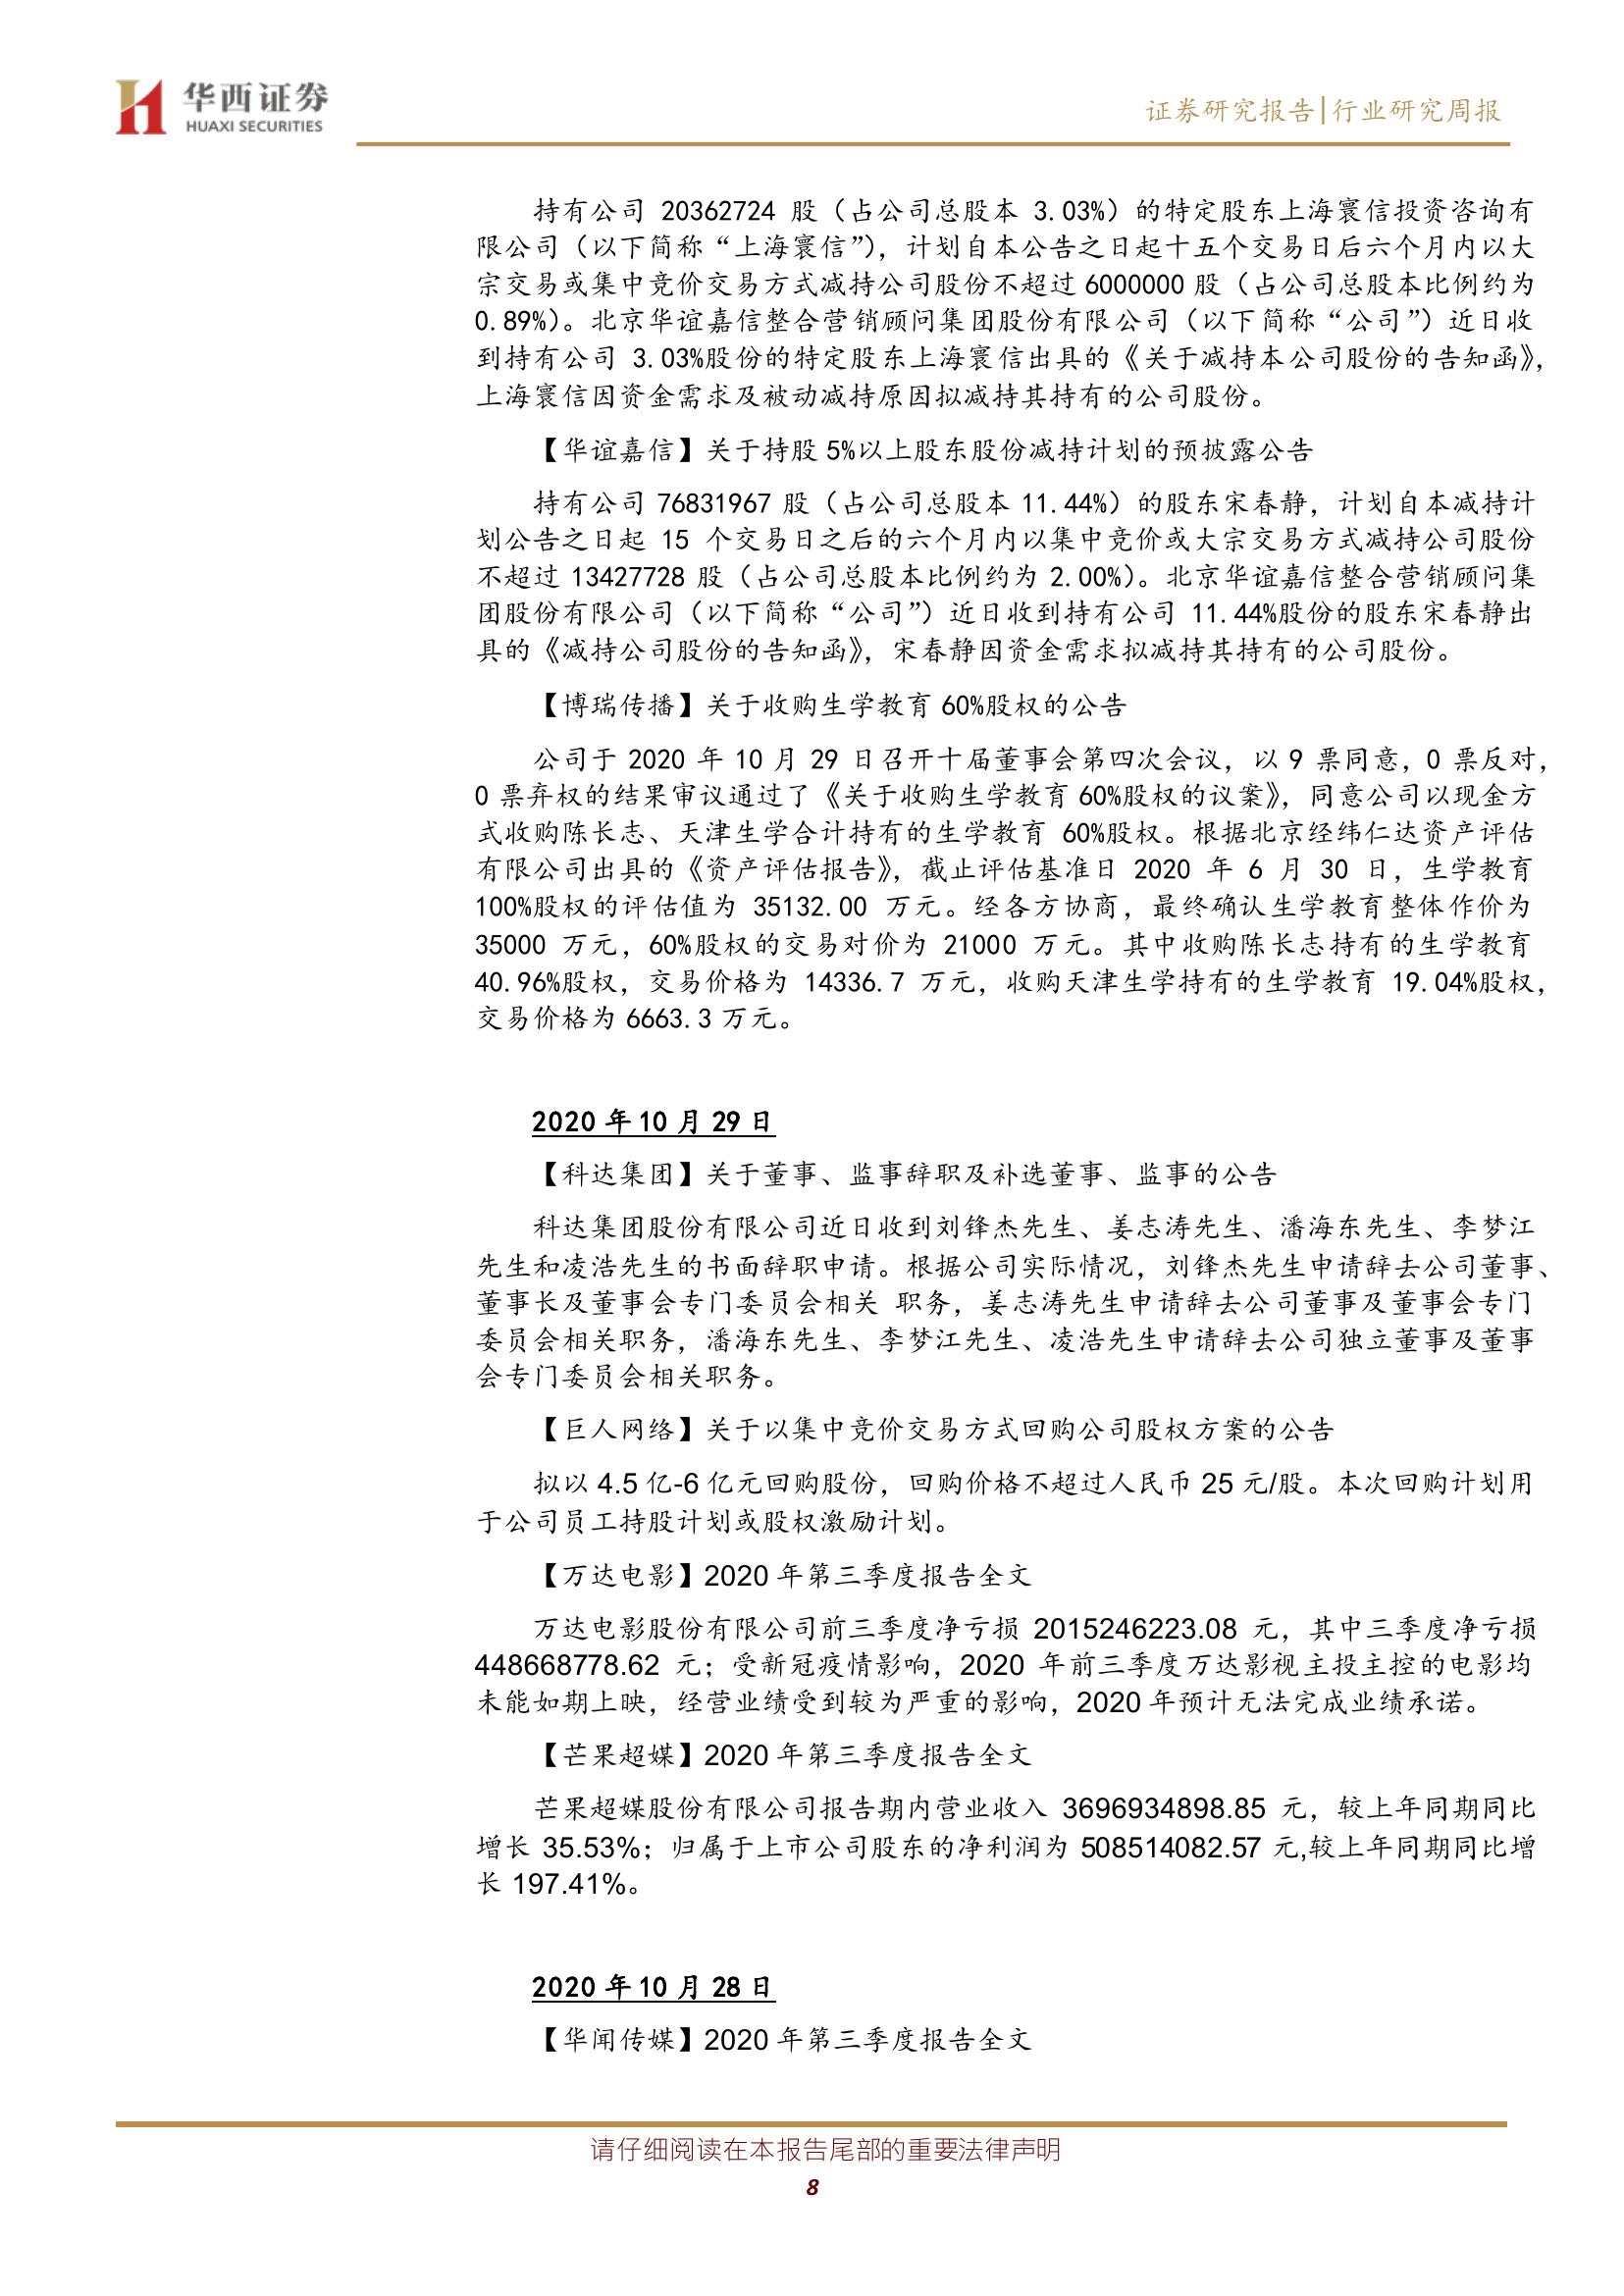 华西证券
HUAXI SECURITIES
证券研究报告|行业研究周报
持有公司 20362724 股（占公司总股本 3.03%）的特定股东上海寰信投资咨询有
限公司（以下简称“上海寰信”），计划自本公告之日起十五个交易日后六个月内以大
宗交易或集中竞价交易方式减持公司股份不超过 6000000 股（占公司总股本比例约为
0.89%）。北京华谊嘉信整合营销顾问集团股份有限公司（以下简称“公司”）近日收
到持有公司 3.03%股份的特定股东上海寰信出具的《关于减持本公司股份的告知函》，
上海寰信因资金需求及被动减持原因拟减持其持有的公司股份。
【华谊嘉信】关于持股 5%以上股东股份减持计划的预披露公告
持有公司 76831967 股（占公司总股本 11.44%）的股东宋春静，计划自本减持计
划公告之日起 15 个交易日之后的六个月内以集中竞价或大宗交易方式减持公司股份
不超过 13427728 股（占公司总股本比例约为 2.00%）。北京华谊嘉信整合营销顾问集
团股份有限公司（以下简称“公司”）近日收到持有公司 11.44%股份的股东宋春静出
具的《减持公司股份的告知函》，宋春静因资金需求拟减持其持有的公司股份。
【博瑞传播】关于收购生学教育 60%股权的公告
公司于 2020 年 10 月 29 日召开十届董事会第四次会议，以 9 票同意，0 票反对，
0 票弃权的结果审议通过了《关于收购生学教育 60%股权的议案》，同意公司以现金方
式收购陈长志、天津生学合计持有的生学教育 60%股权。根据北京经纬仁达资产评估
有限公司出具的《资产评估报告》，截止评估基准日 2020 年 6 月 30 日，生学教育
100%股权的评估值为 35132.00 万元。经各方协商，最终确认生学教育整体作价为
35000 万元，60%股权的交易对价为 21000 万元。其中收购陈长志持有的生学教育
40.96%股权，交易价格为 14336.7 万元，收购天津生学持有的生学教育 19.04%股权，
交易价格为 6663.3 万元。
2020 年 10 月 29 日
【科达集团】关于董事、监事辞职及补选董事、监事的公告
科达集团股份有限公司近日收到刘锋杰先生、姜志涛先生、潘海东先生、李梦江
先生和凌浩先生的书面辞职申请。根据公司实际情况，刘锋杰先生申请辞去公司董事、
董事长及董事会专门委员会相关 职务，姜志涛先生申请辞去公司董事及董事会专门
委员会相关职务，潘海东先生、李梦江先生、凌浩先生申请辞去公司独立董事及董事
会专门委员会相关职务。
【巨人网络】关于以集中竞价交易方式回购公司股权方案的公告
拟以 4.5 亿-6 亿元回购股份，回购价格不超过人民币 25 元/股。本次回购计划用
于公司员工持股计划或股权激励计划。
【万达电影】2020 年第三季度报告全文
万达电影股份有限公司前三季度净亏损 2015246223.08 元，其中三季度净亏损
448668778.62 元；受新冠疫情影响，2020 年前三季度万达影视主投主控的电影均
未能如期上映，经营业绩受到较为严重的影响，2020 年预计无法完成业绩承诺。
【芒果超媒】2020 年第三季度报告全文
芒果超媒股份有限公司报告期内营业收入 3696934898.85 元，较上年同期同比
增长 35.53%；归属于上市公司股东的净利润为 508514082.57 元,较上年同期同比增
长 197.41%。
2020 年 10 月 28 日
【华闻传媒】2020 年第三季度报告全文
请仔细阅读在本报告尾部的重要法律声明
8